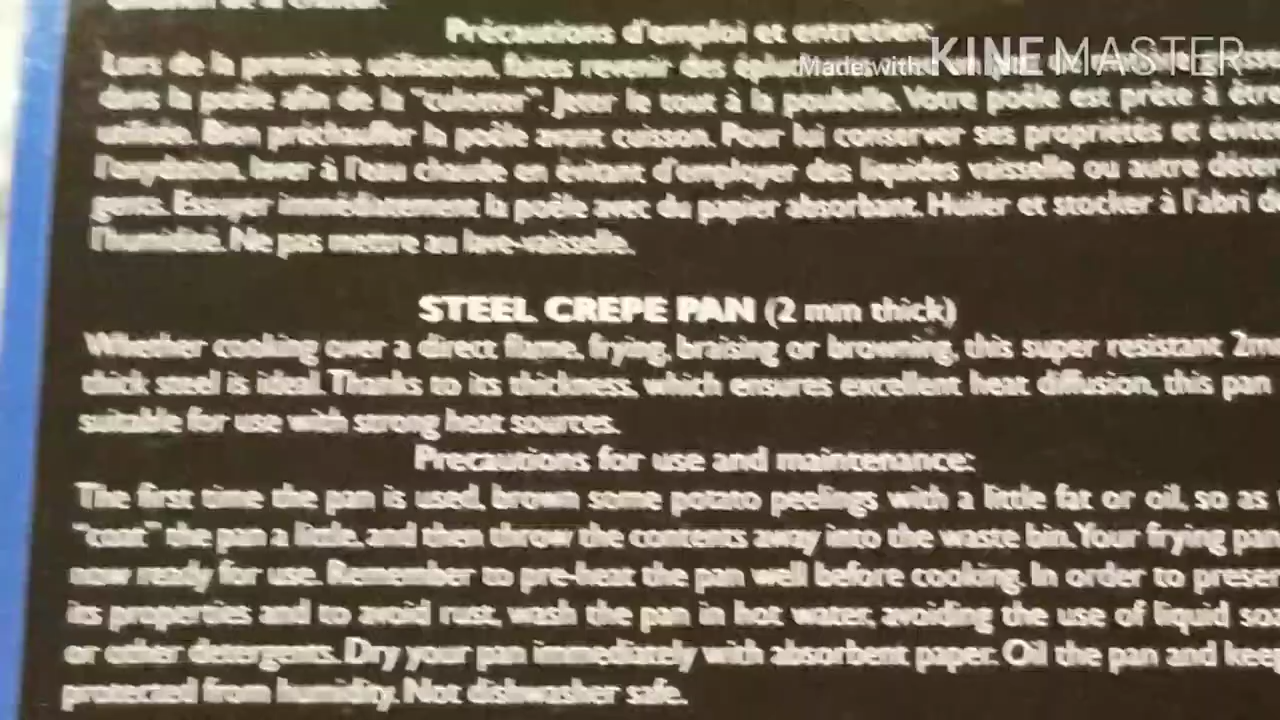 Précautions d'emploi et entretien:
Made with KINEMASTER
Lors de la première utilisation, faites revenir des
dans la poêle afin de la "culotter". Jeter le tout à la poubelle. Votre poêle est prête à être
utilisée. Bien préchauffer la poêle avant cuisson. Pour lui conserver ses propriétés et éviter
l'oxydation, laver à l'eau chaude en évitant d'employer des liquides vaisselle ou autre déter
gents. Essuyer immédiatement la poêle avec du papier absorbant. Huiler et stocker à l'abri de
l'humidité. Ne pas mettre au lave-vaisselle.
STEEL CREPE PAN (2 mm thick)
Whether cooking over a direct flame, frying, braising or browning, this super resistant 2mm
thick steel is ideal. Thanks to its thickness, which ensures excellent heat diffusion, this pan
suitable for use with strong heat sources.
Precautions for use and maintenance:
The first time the pan is used, brown some potato peelings with a little fat or oil, so as
"coat" the pan a little, and then throw the contents away into the waste bin. Your frying pan
now ready for use. Remember to pre-heat the pan well before cooking. In order to preser
its properties and to avoid rust, wash the pan in hot water, avoiding the use of liquid soa
or other detergents. Dry your pan immediately with absorbent paper. Oil the pan and keep
protected from humidity. Not dishwasher safe.